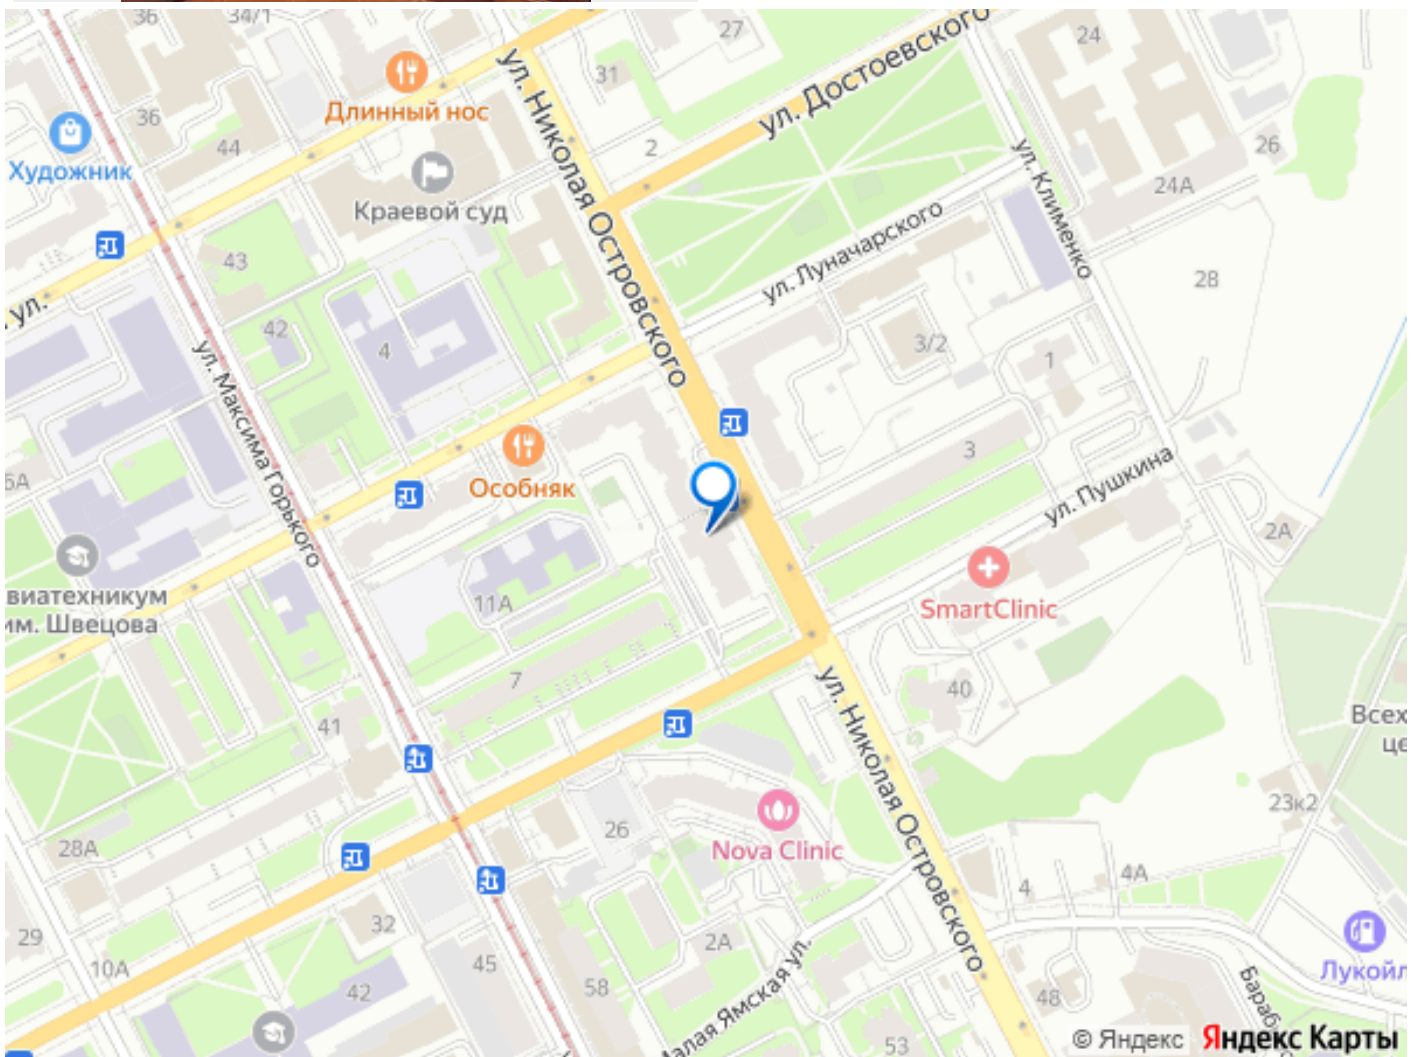 36
34/1
27
24
ул. Достоевского
31
Длинный нос
36
44
2
26
Художник
ул. Николая Островского
Краевой суд
ул. Клименко
24А
ул. Луначарского
43
28
ул.
42
4
3/2
1
ул. Максима Горького
3
Особняк
ул. Пушкина
2А
SmartClinic
виатехникум
им. Швецова
11А
7
40
41
ул. Николая Островского
Всех
це
23к2
28А
26
Nova Clinic
4А
4
32
29
2А
10А
45
Лукойл
42
58
48
Малая Ямская ул.
53
© Яндекс
Яндекс Карты